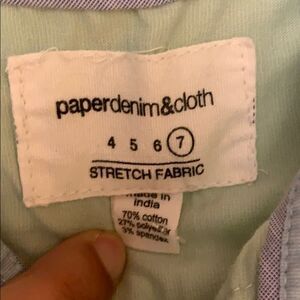 paperdenim&cloth
4 5 6 7
STRETCH FABRIC
made in
india
70% cotton
27% polyester
3% spandex